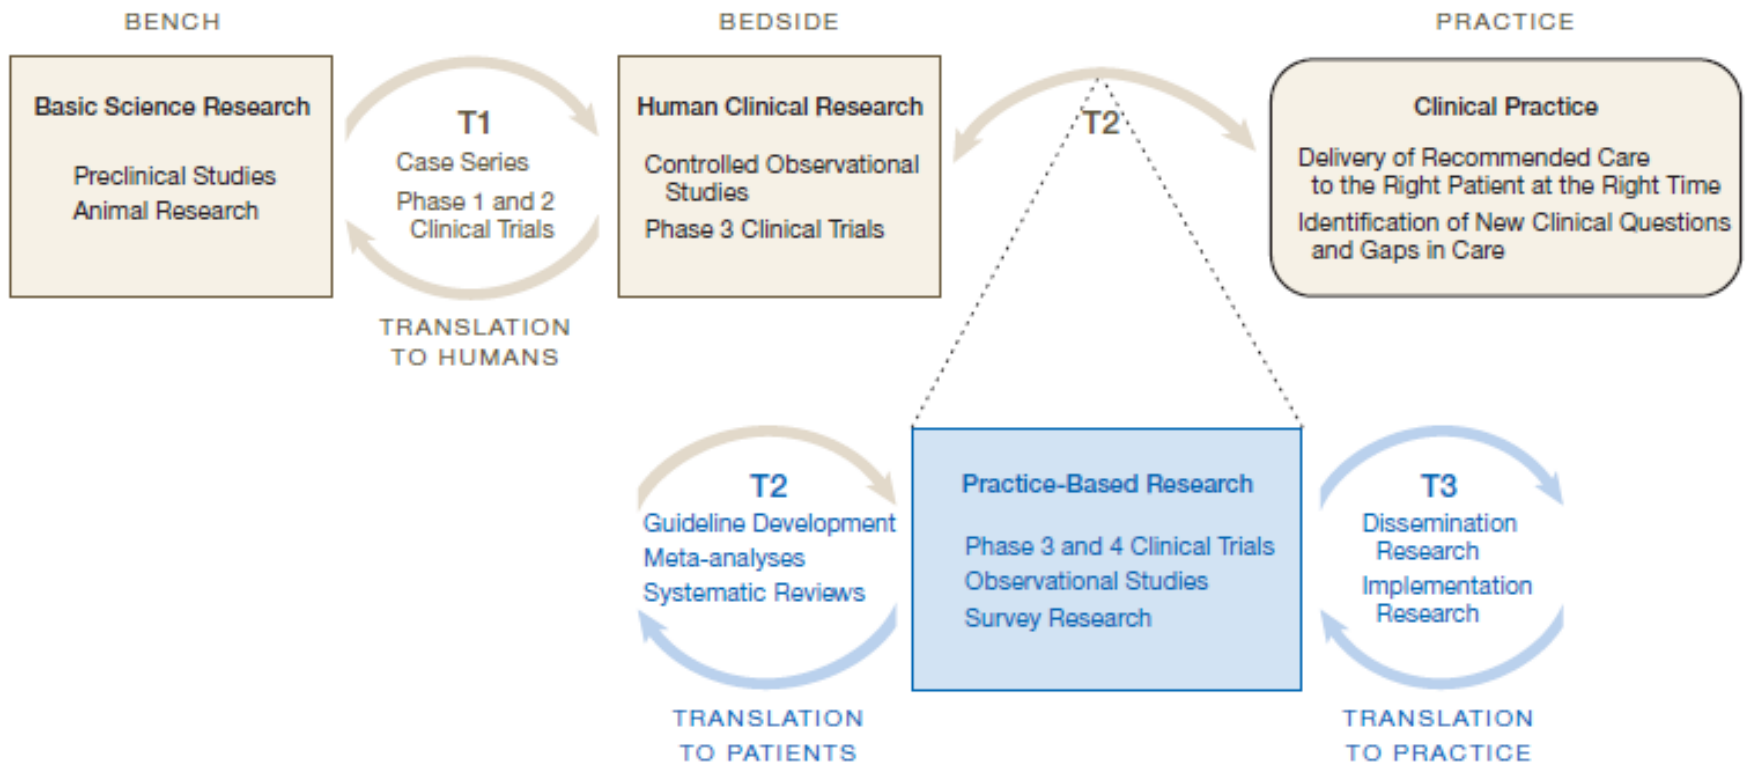 BENCH
BEDSIDE
PRACTICE
Basic Science Research
Preclinical Studies
Animal Research
T1
Case Series
Phase 1 and 2
Clinical Trials
TRANSLATION
TO HUMANS
Human Clinical Research
Controlled Observational
Studies
Phase 3 Clinical Trials
T2
Clinical Practice
Delivery of Recommended Care
to the Right Patient at the Right Time
Identification of New Clinical Questions
and Gaps in Care
T2
Guideline Development
Meta-analyses
Systematic Reviews
TRANSLATION
TO PATIENTS
Practice-Based Research
Phase 3 and 4 Clinical Trials
Observational Studies
Survey Research
T3
Dissemination
Research
Implementation
Research
TRANSLATION
TO PRACTICE